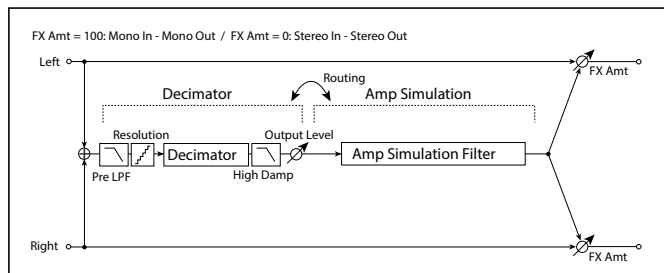 FX Amt = 100: Mono In - Mono Out / FX Amt = 0: Stereo In - Stereo Out
Left
FX Amt
Routing
Decimator
Amp Simulation
Resolution
Output Level
Decimator
Amp Simulation Filter
Pre LPF
High Damp
Right
FX Amt